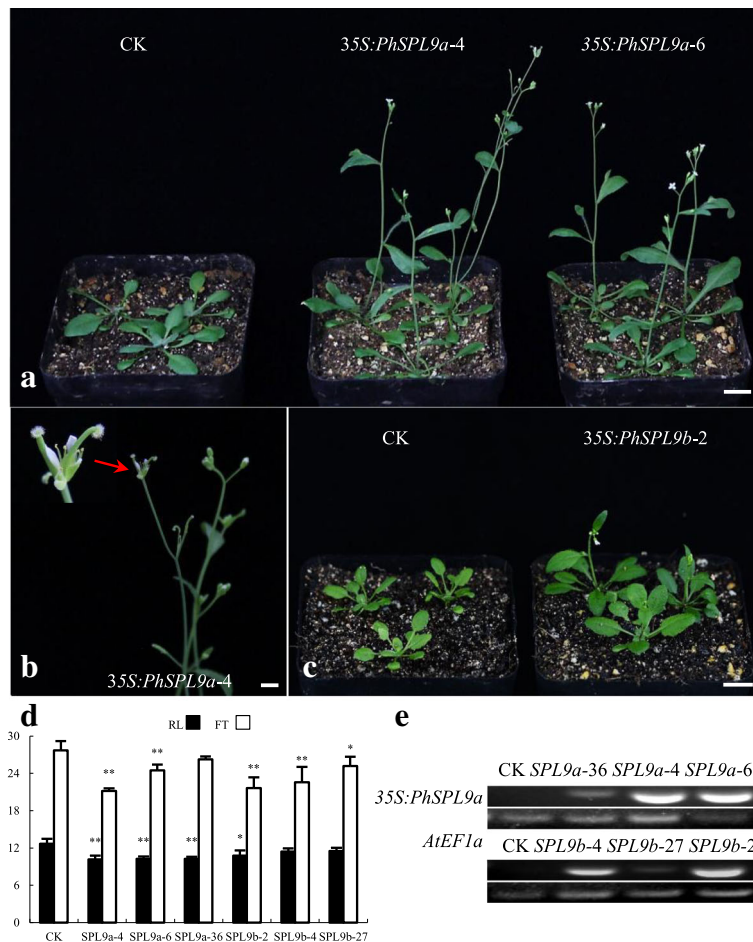 CK 35S:PhSPL9a-4 35S:PhSPL9a-6
a
b
35S:PhSPL9a-4
CK 35S:PhSPL9b-2
c
d
RL FT
30
24
18
12
6
0
** ** ** ** ** ** * ** *
CK SPL9a-4 SPL9a-6 SPL9a-36 SPL9b-2 SPL9b-4 SPL9b-27
e
CK SPL9a-36 SPL9a-4 SPL9a-6
35S:PhSPL9a
AtEF1a
CK SPL9b-4 SPL9b-27 SPL9b-2